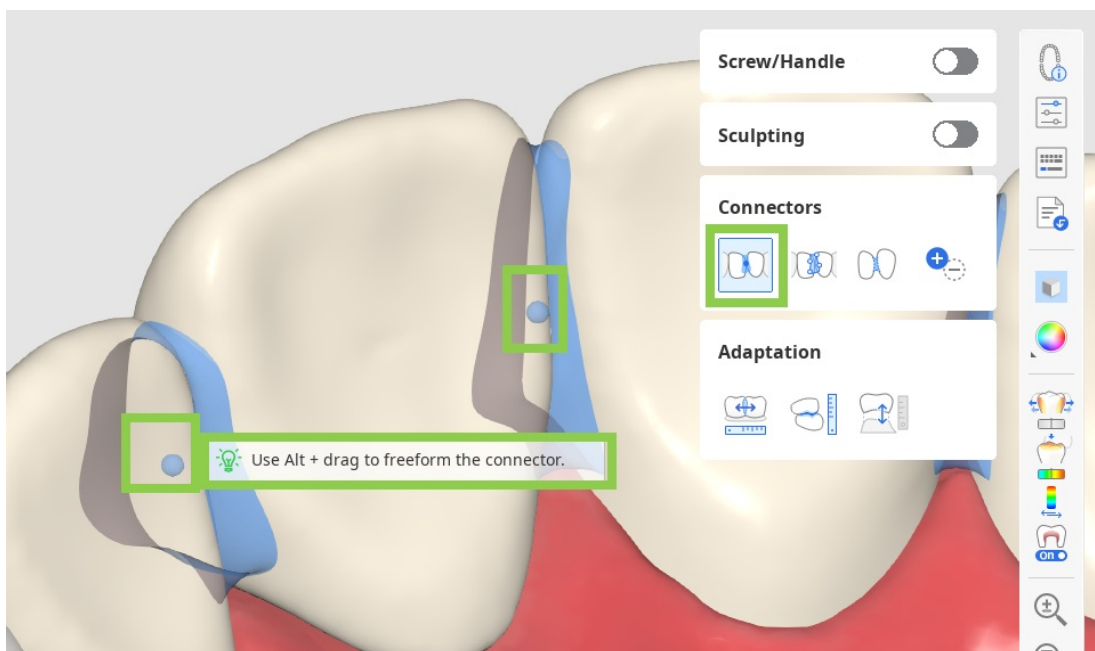 Screw/Handle
Sculpting
Connectors
Adaptation
Use Alt + drag to freeform the connector.
On